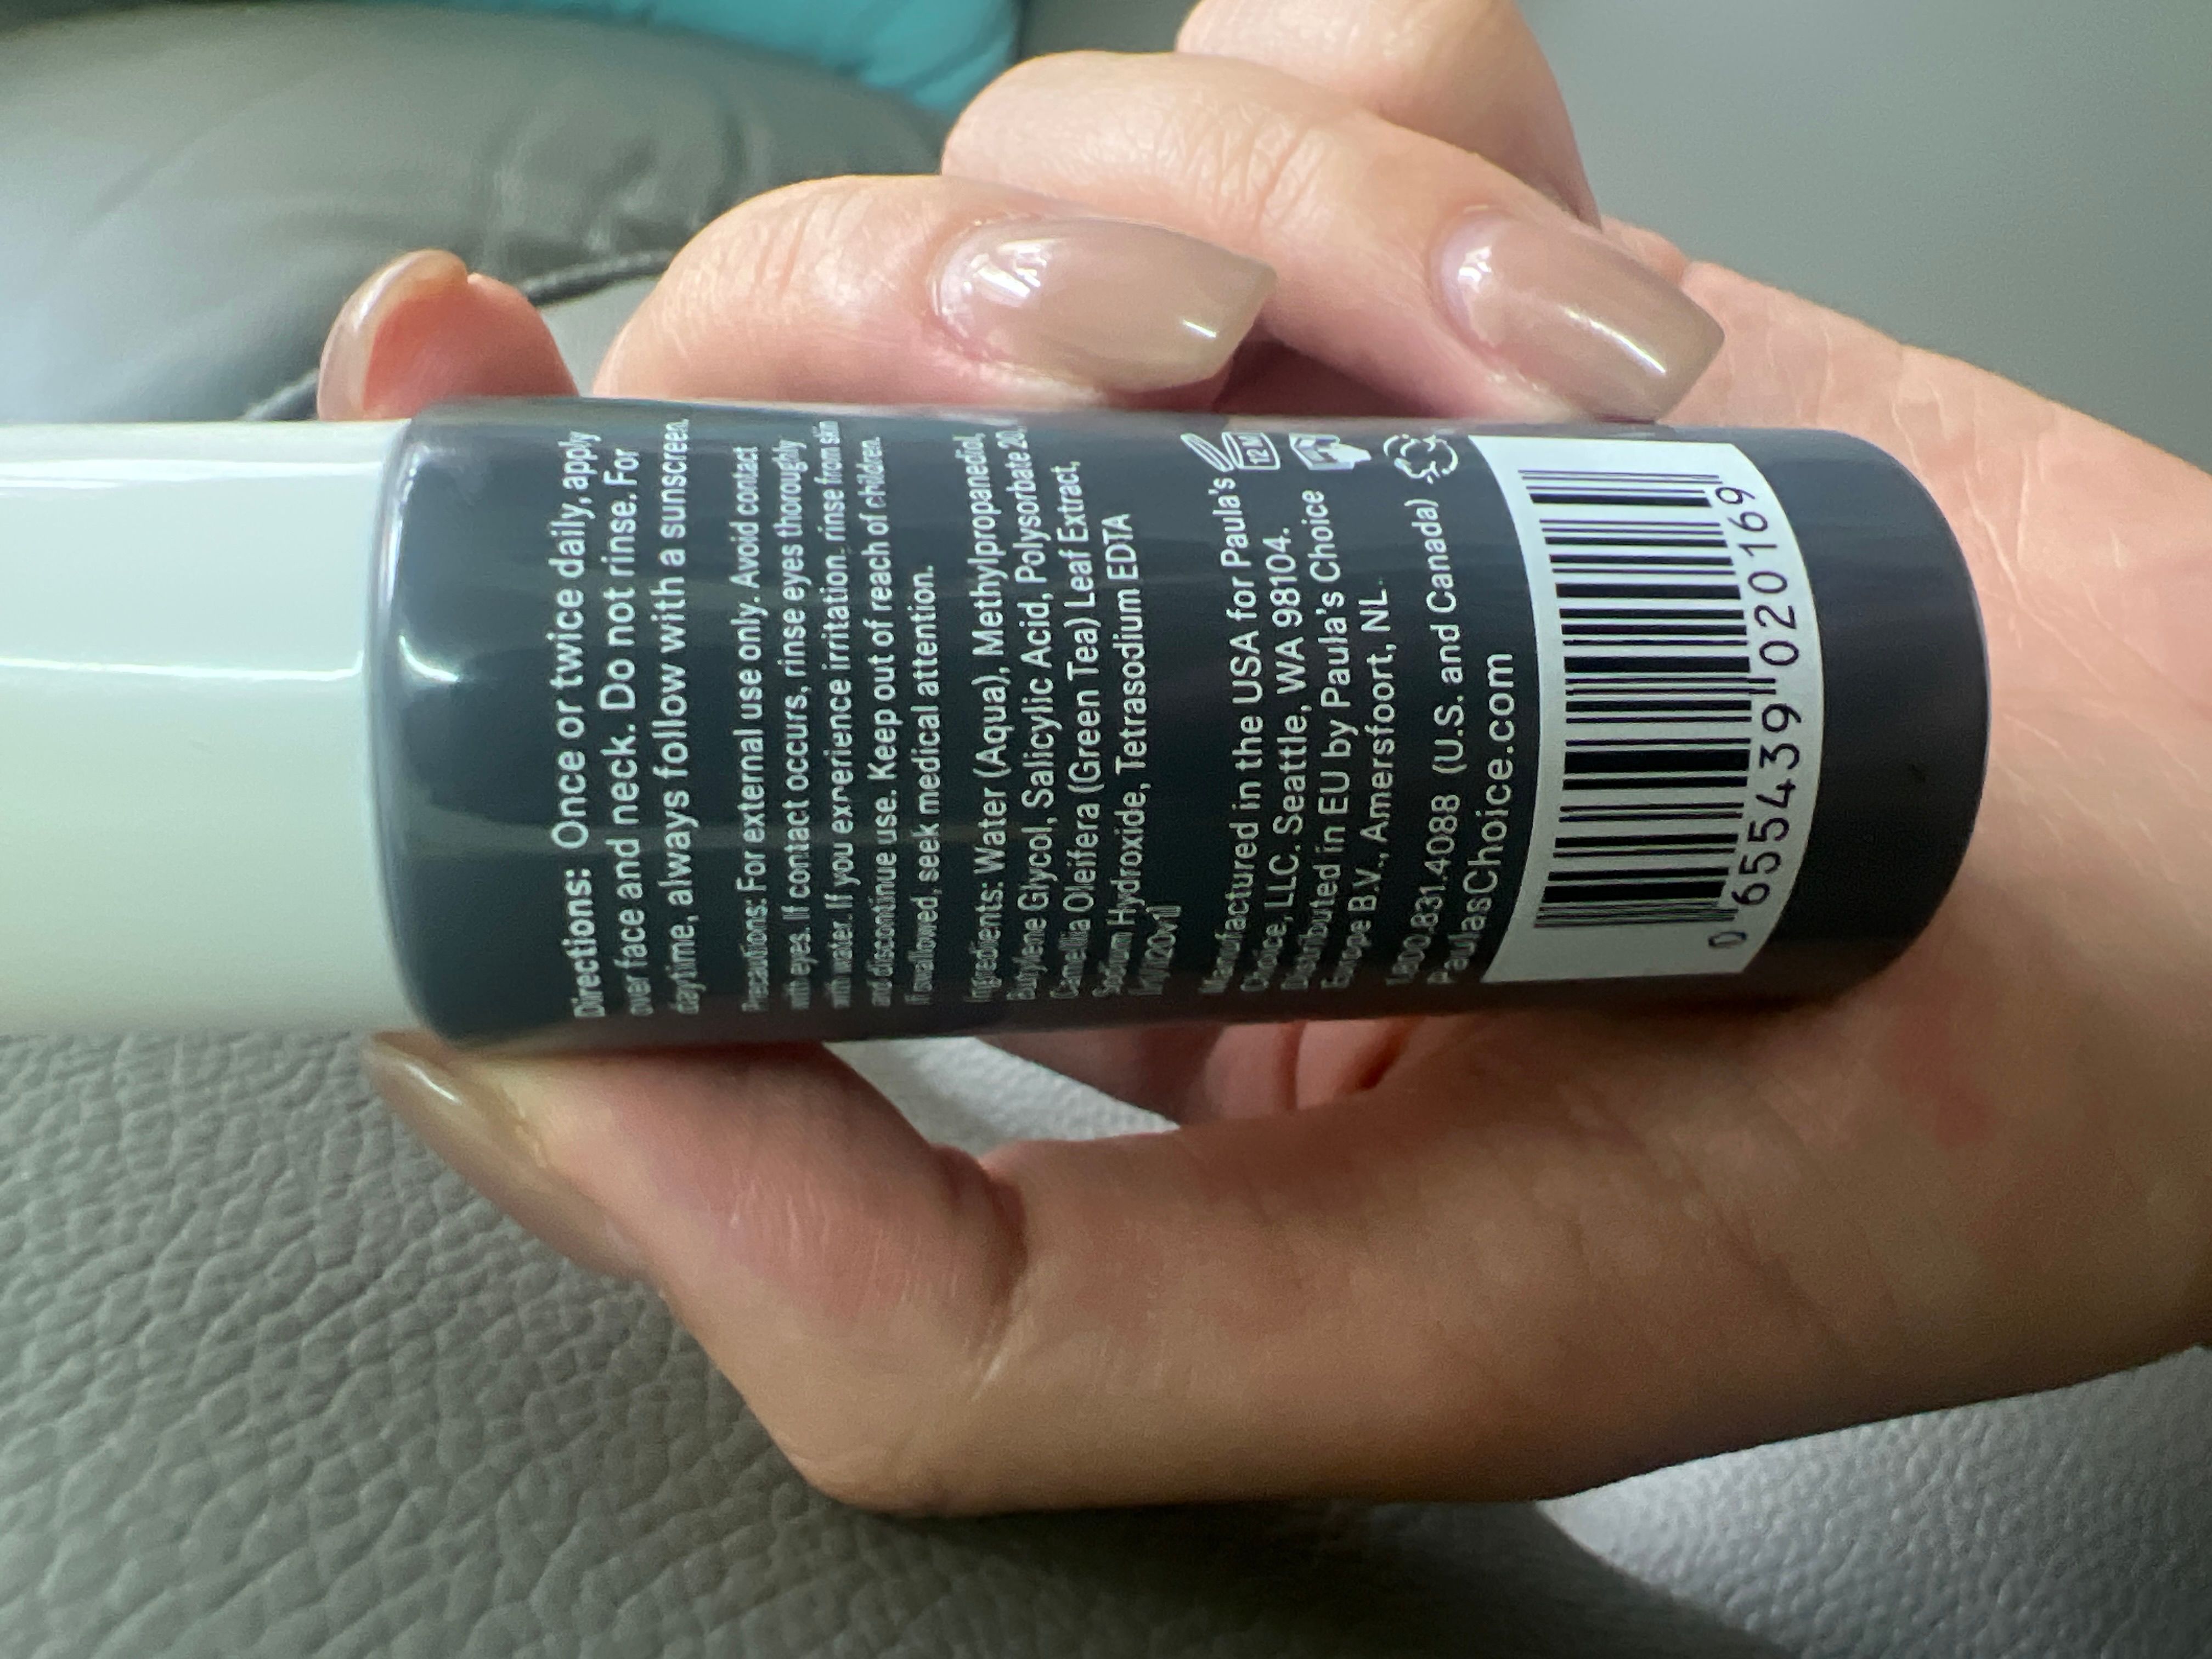 Directions: Once or twice daily, apply
over face and neck. Do not rinse. For
daytime, always follow with a sunscreen.
Precautions: For external use only. Avoid contact
with eyes. If contact occurs, rinse eyes thoroughly
with water. If you experience irritation, rinse from skin
and discontinue use. Keep out of reach of children.
If swallowed, seek medical attention.
Ingredients: Water (Aqua), Methylpropanediol,
Butylene Glycol, Salicylic Acid, Polysorbate 20,
Camellia Oleifera (Green Tea) Leaf Extract,
Sodium Hydroxide, Tetrasodium EDTA
Manufactured in the USA for Paula's
Choice, LLC. Seattle, WA 98104.
Distributed in EU by Paula's Choice
Europe B.V., Amersfoort, NL.
1.800.831.4088 (U.S. and Canada)
PaulasChoice.com
12 M
0 655439 020169